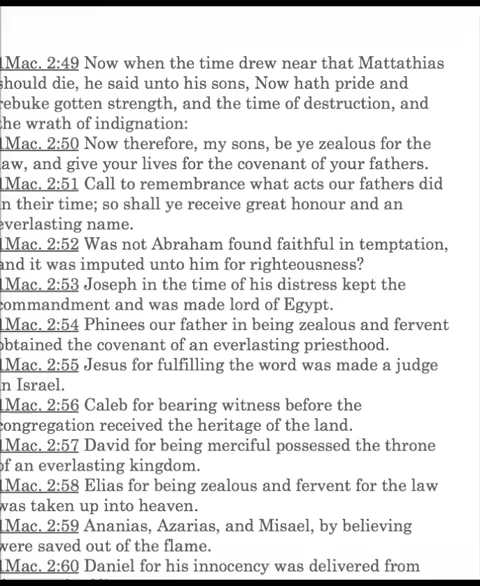 1Mac. 2:49 Now when the time drew near that Mattathias
should die, he said unto his sons, Now hath pride and
rebuke gotten strength, and the time of destruction, and
the wrath of indignation:
1Mac. 2:50 Now therefore, my sons, be ye zealous for the
law, and give your lives for the covenant of your fathers.
1Mac. 2:51 Call to remembrance what acts our fathers did
in their time; so shall ye receive great honour and an
everlasting name.
1Mac. 2:52 Was not Abraham found faithful in temptation,
and it was imputed unto him for righteousness?
1Mac. 2:53 Joseph in the time of his distress kept the
commandment and was made lord of Egypt.
1Mac. 2:54 Phinees our father in being zealous and fervent
obtained the covenant of an everlasting priesthood.
1Mac. 2:55 Jesus for fulfilling the word was made a judge
in Israel.
1Mac. 2:56 Caleb for bearing witness before the
congregation received the heritage of the land.
1Mac. 2:57 David for being merciful possessed the throne
of an everlasting kingdom.
1Mac. 2:58 Elias for being zealous and fervent for the law
was taken up into heaven.
1Mac. 2:59 Ananias, Azarias, and Misael, by believing
were saved out of the flame.
1Mac. 2:60 Daniel for his innocency was delivered from